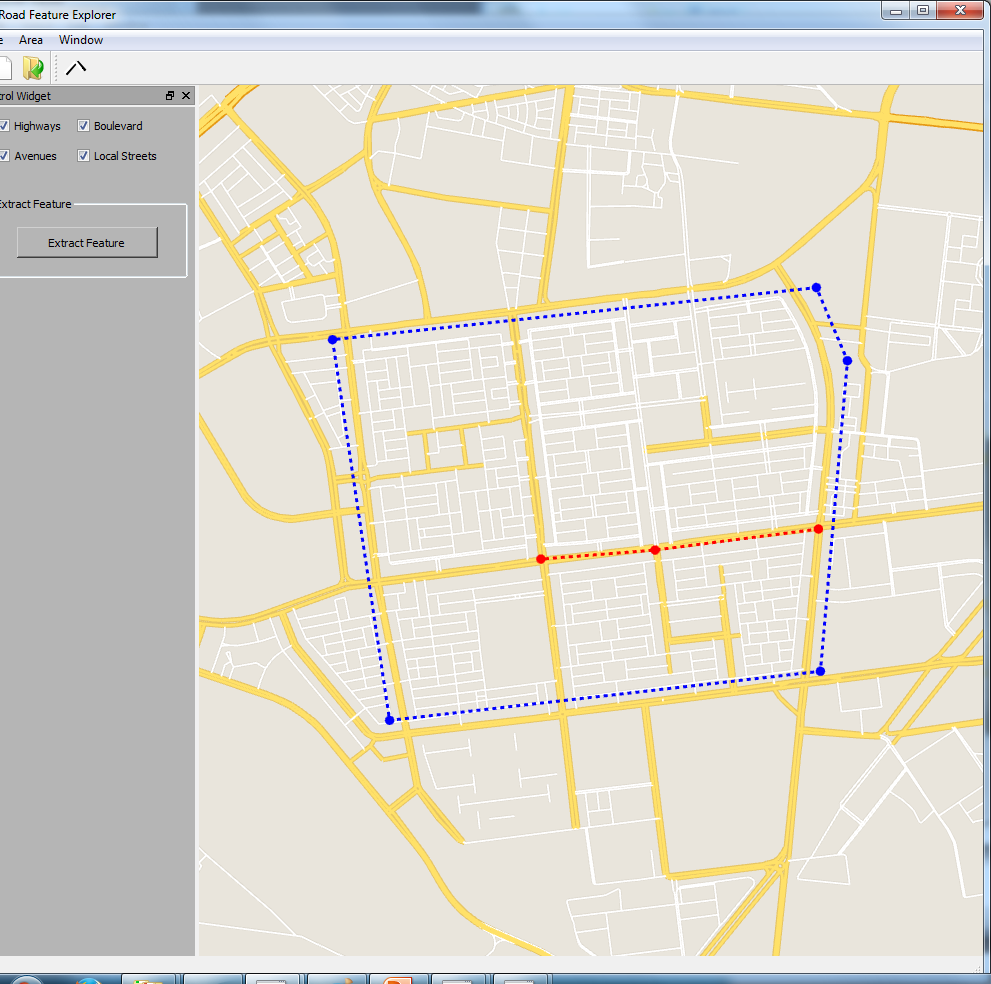 Road Feature Explorer
e Area Window
trol Widget
Highways Boulevard
Avenues Local Streets
Extract Feature
Extract Feature